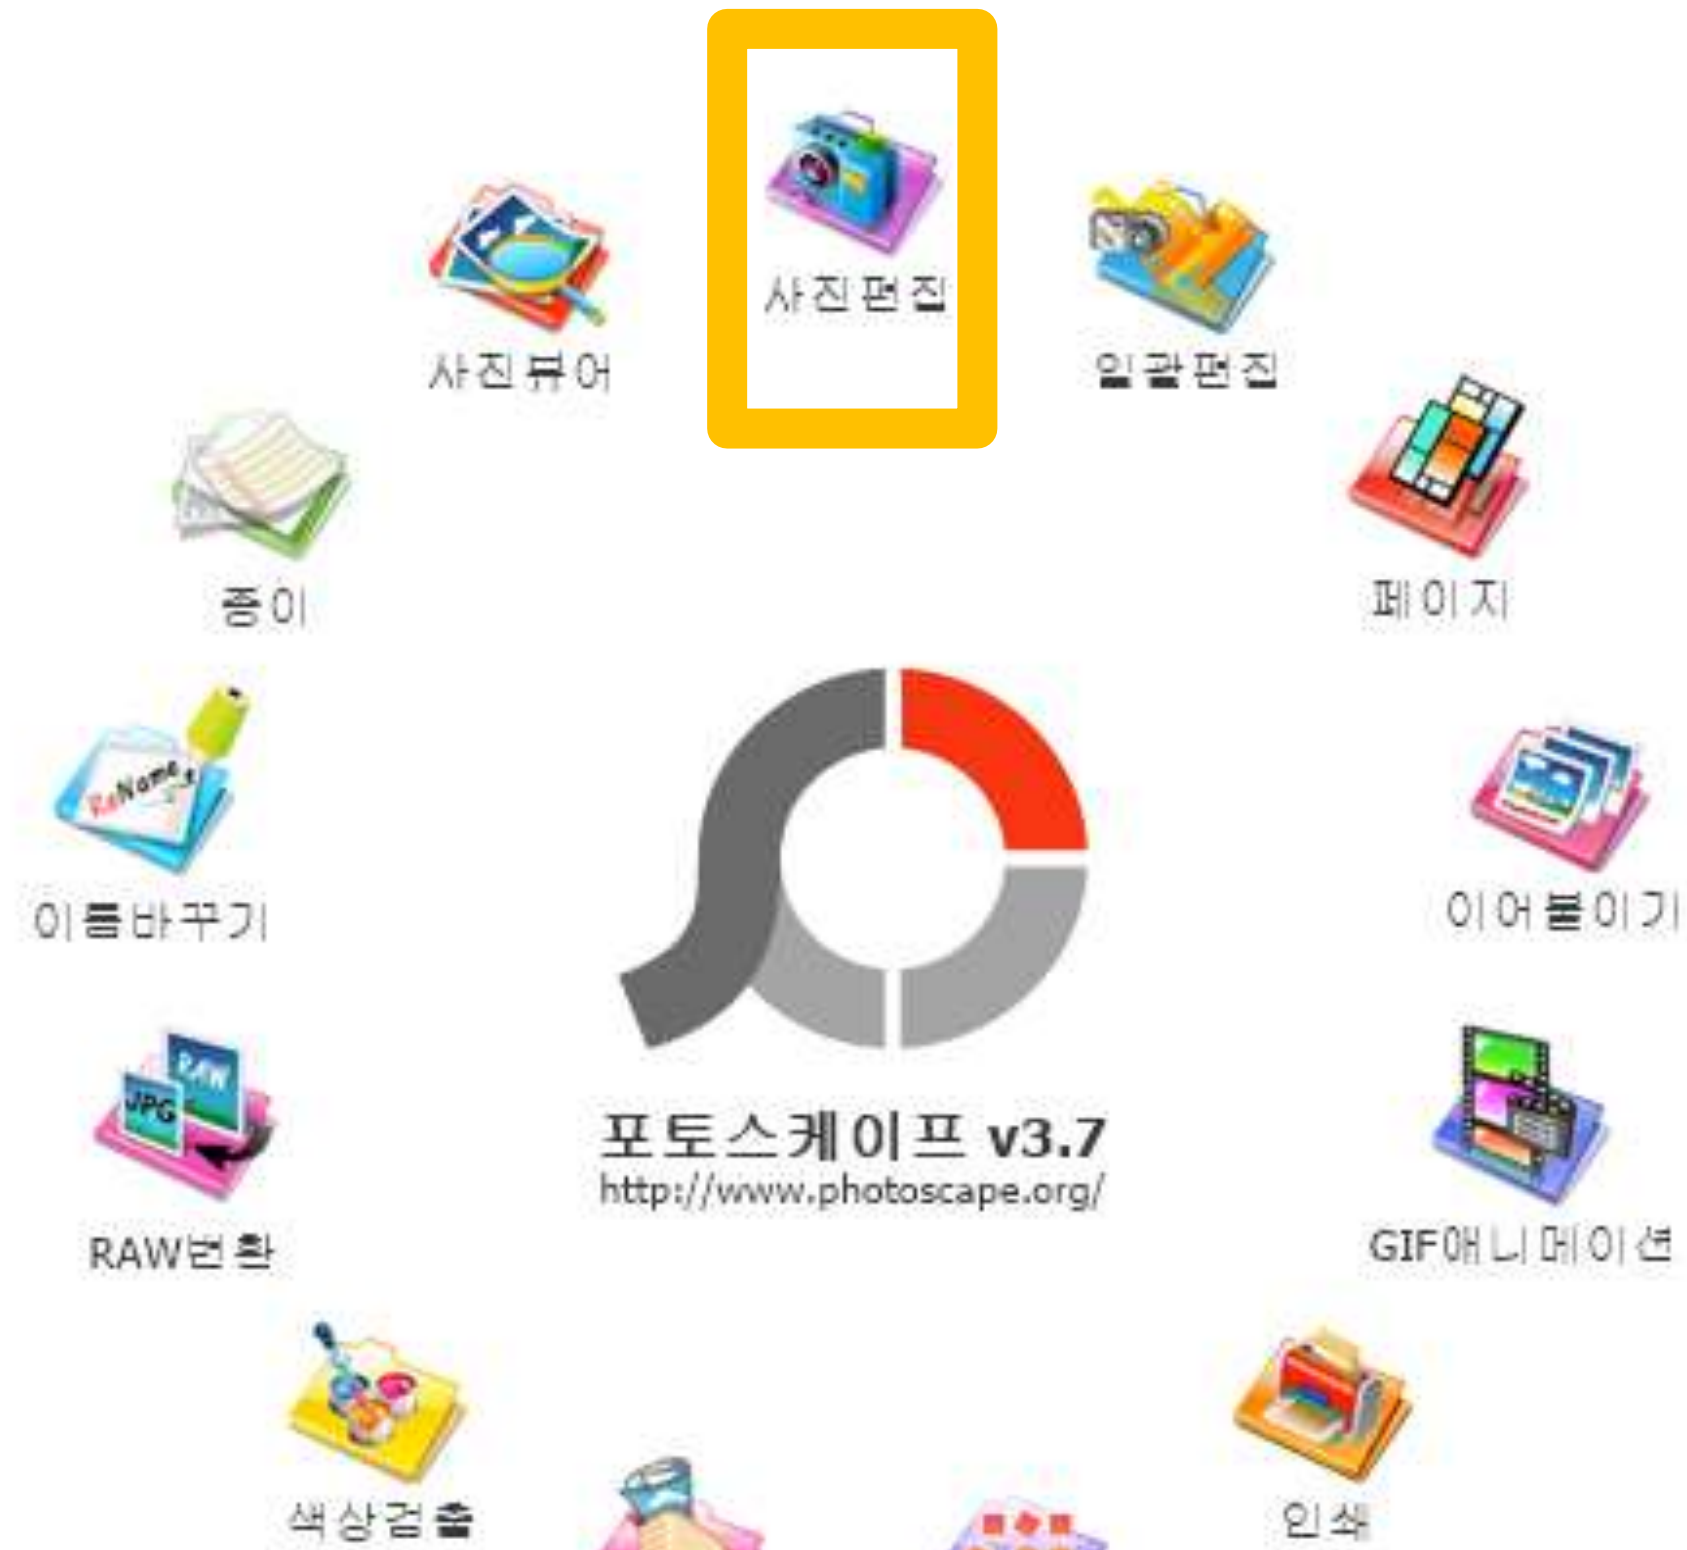 사진편집
사진뷰어
일괄편집
종이
페이지
ReName
이름바꾸기
이어붙이기
RAW
JPG
포토스케이프 v3.7
http://www.photoscape.org/
RAW변환
GIF애니메이션
색상검출
인쇄